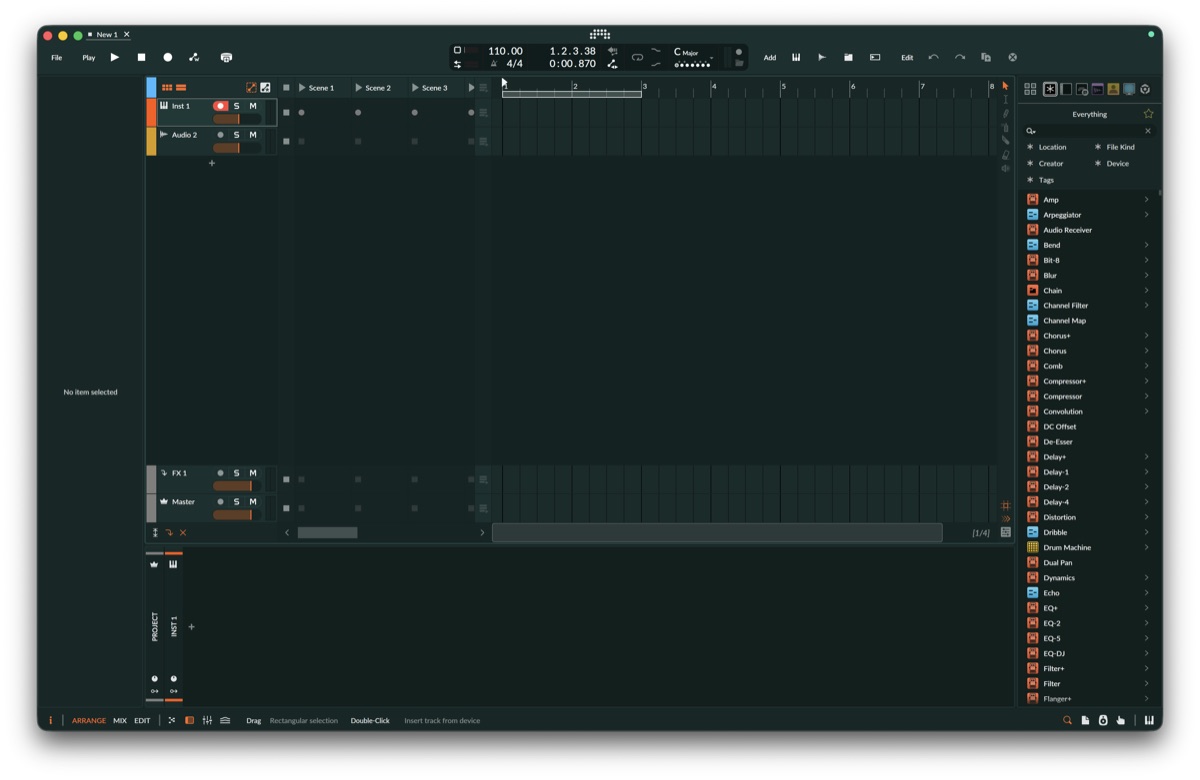 New 1
File Play 110.00 4/4 1.2.3.38 0:00.870 C Major Add Edit
Scene 1 Scene 2 Scene 3
1 2 3 4 5 6 7 8
Inst 1 S M
Audio 2 S M
+
No item selected
FX 1 S M
Master S M
[1/4]
PROJECT
INST 1
+
Everything
Location File Kind
Creator Device
Tags
Amp
Arpeggiator
Audio Receiver
Bend
Bit-8
Blur
Chain
Channel Filter
Channel Map
Chorus+
Chorus
Comb
Compressor+
Compressor
Convolution
DC Offset
De-Esser
Delay+
Delay-1
Delay-2
Delay-4
Distortion
Dribble
Drum Machine
Dual Pan
Dynamics
Echo
EQ+
EQ-2
EQ-5
EQ-DJ
Filter+
Filter
Flanger+
i ARRANGE MIX EDIT Drag Rectangular selection Double-Click Insert track from device